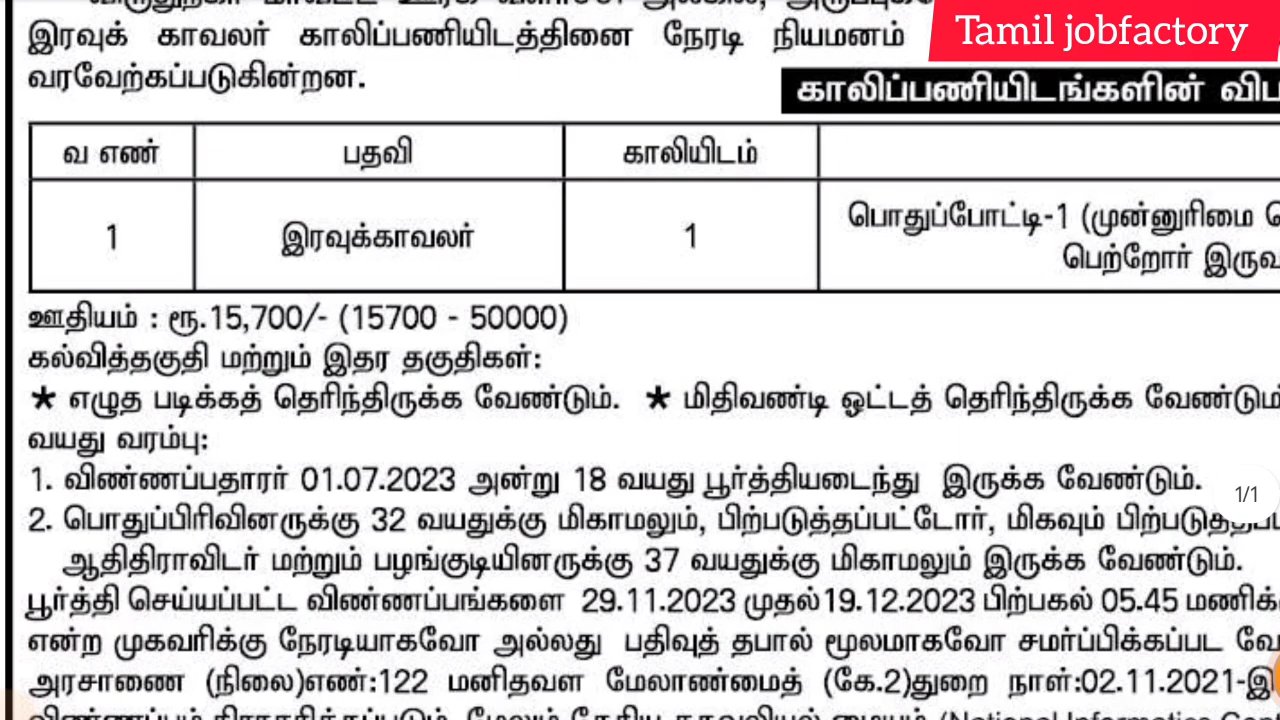 Tamil jobfactory
இரவுக் காவலர் காலிப்பணியிடத்தினை நேரடி நியமனம்
வரவேற்கப்படுகின்றன.
காலிப்பணியிடங்களின்
வ எண் பதவி காலியிடம்
1 இரவுக்காவலர் 1 பொதுப்போட்டி-1 (முன்னுரிமை
பெற்றோர்
ஊதியம் : ரூ.15,700/- (15700 - 50000)
கல்வித்தகுதி மற்றும் இதர தகுதிகள்:
★ எழுத படிக்கத் தெரிந்திருக்க வேண்டும். ★ மிதிவண்டி ஓட்டத் தெரிந்திருக்க வேண்டும்
வயது வரம்பு:
1. விண்ணப்பதாரர் 01.07.2023 அன்று 18 வயது பூர்த்தியடைந்து இருக்க வேண்டும்.
1/1
2. பொதுப்பிரிவினருக்கு 32 வயதுக்கு மிகாமலும், பிற்படுத்தப்பட்டோர், மிகவும்
ஆதிதிராவிடர் மற்றும் பழங்குடியினருக்கு 37 வயதுக்கு மிகாமலும் இருக்க வேண்டும்.
பூர்த்தி செய்யப்பட்ட விண்ணப்பங்களை 29.11.2023 முதல் 19.12.2023 பிற்பகல் 05.45
என்ற முகவரிக்கு நேரடியாகவோ அல்லது பதிவுத் தபால் மூலமாகவோ சமர்ப்பிக்கப்பட
அரசாணை (நிலை)எண்:122 மனிதவள மேலாண்மைத் (கே.2)துறை நாள்:02.11.2021-